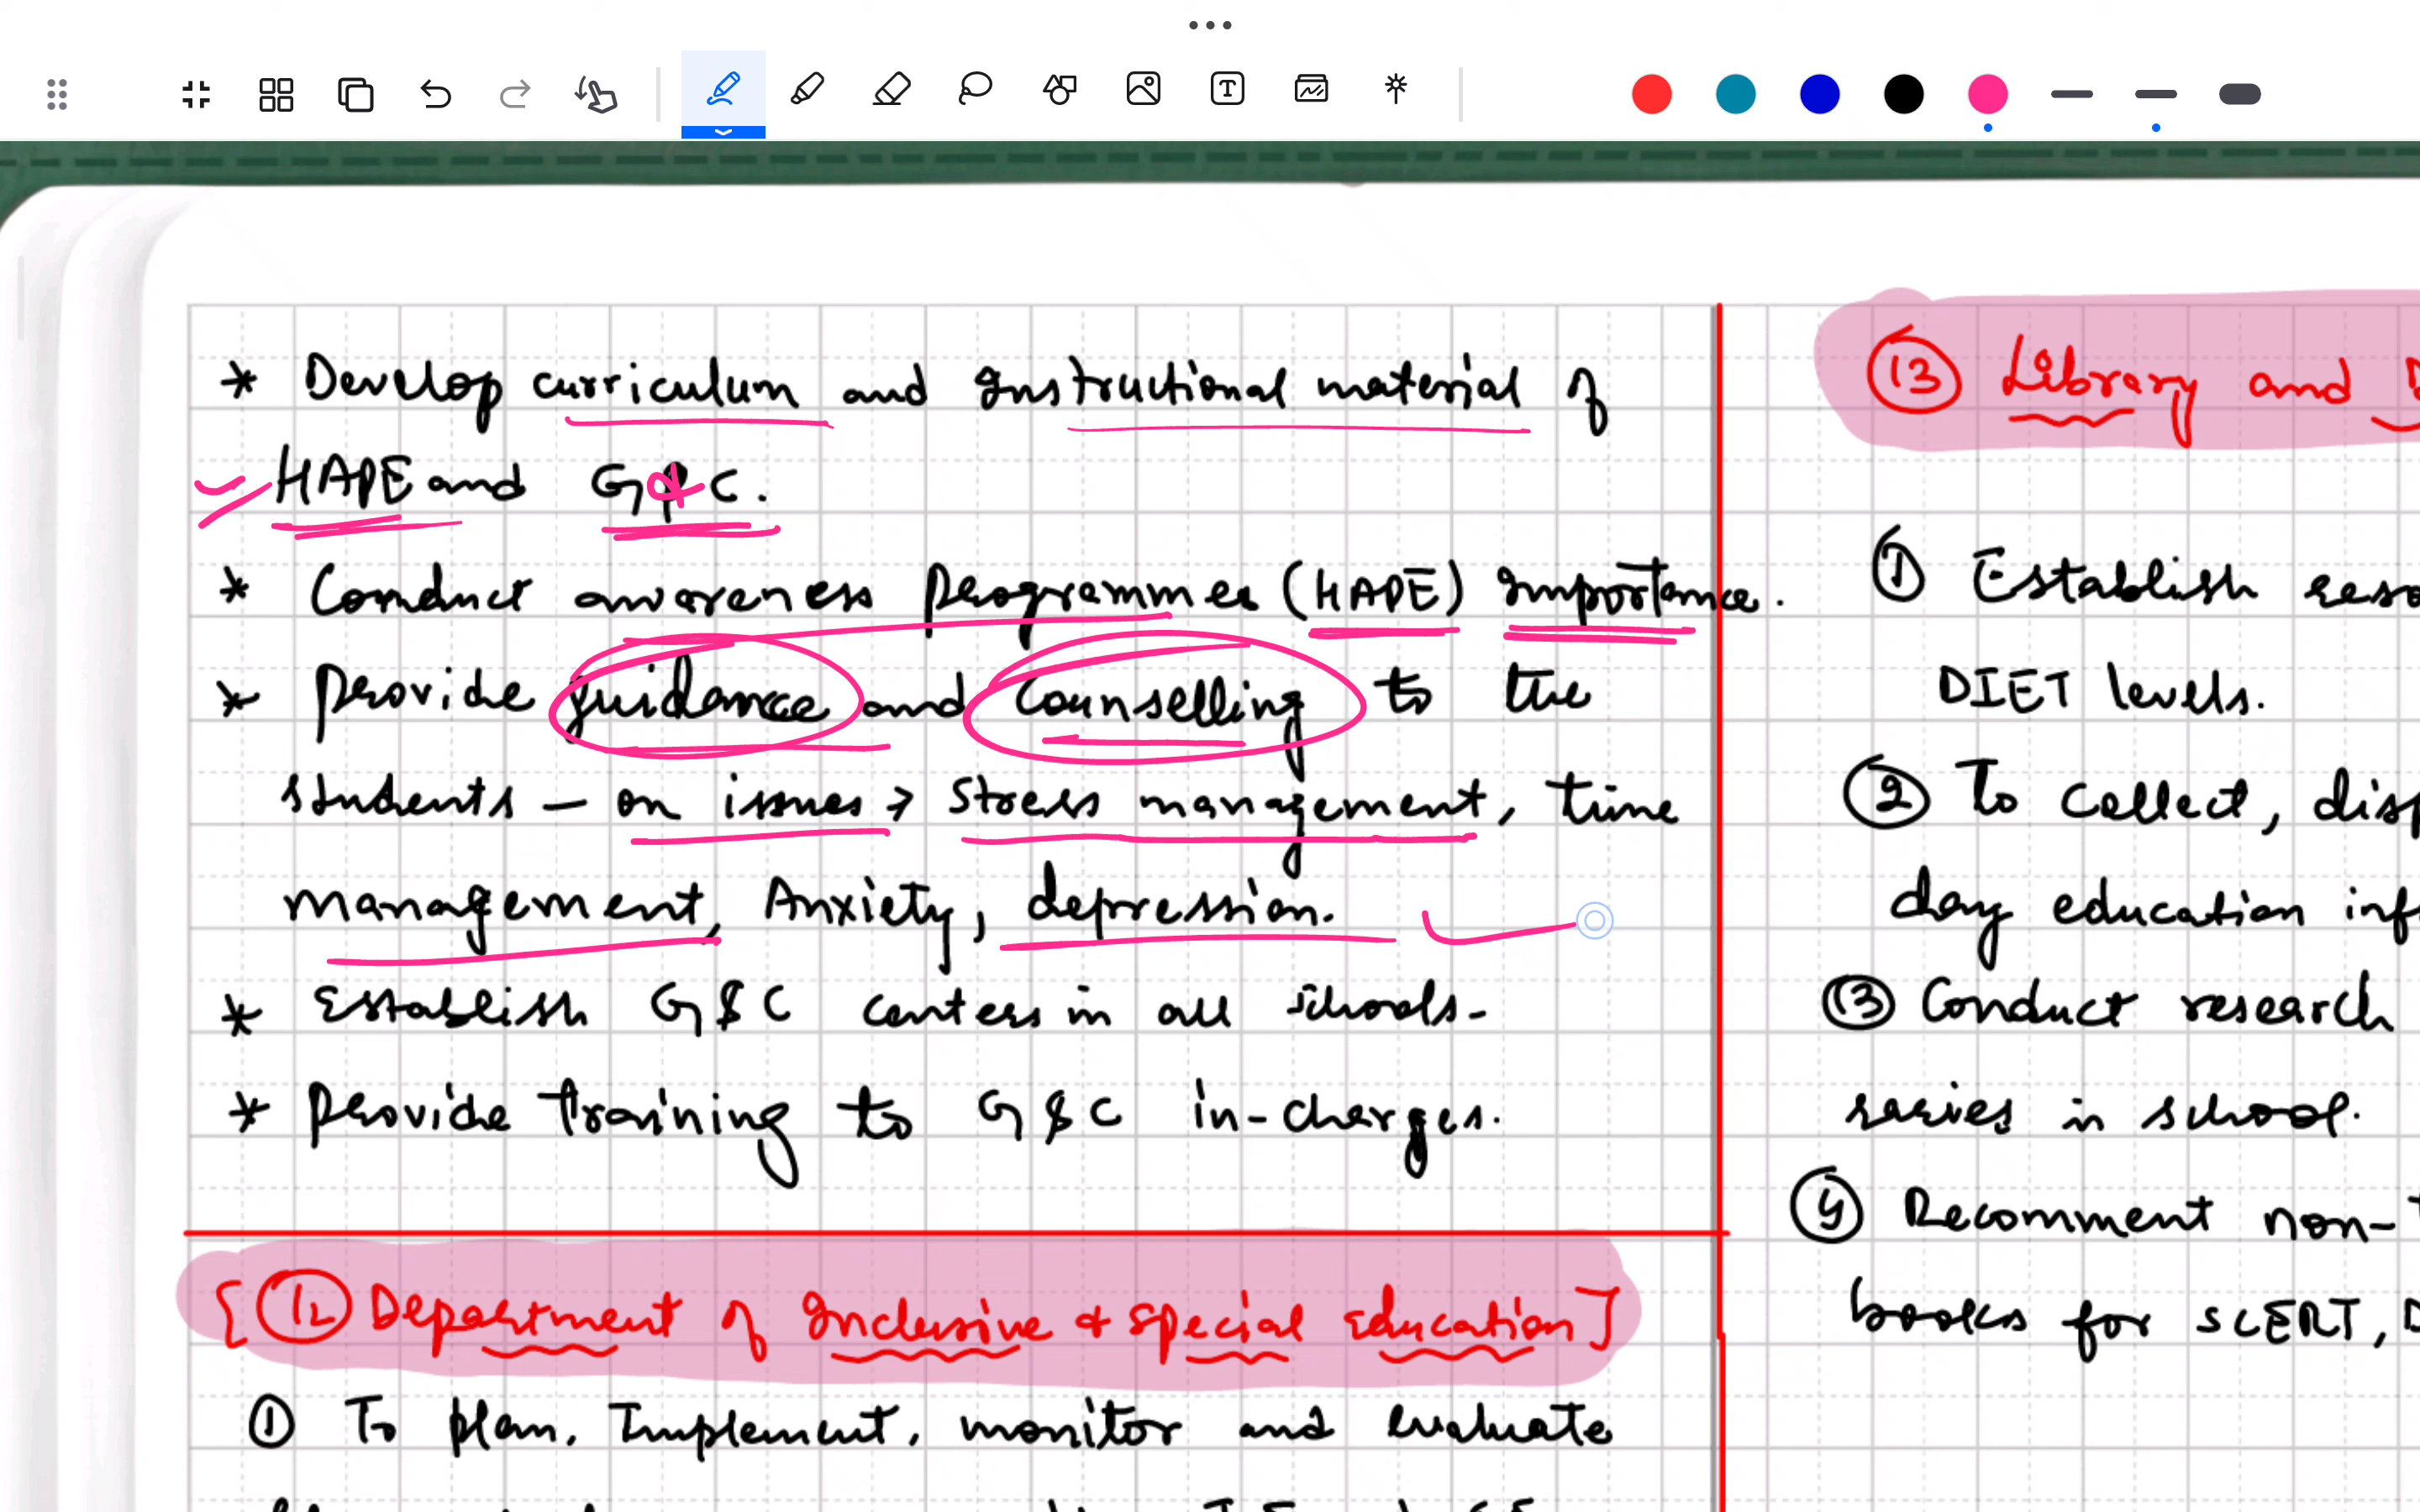 * Develop curriculum and Instructional material of
HAPE and G & C.
* Conduct awareness programmes (HAPE) Importance.
* Provide guidance and Counselling to the
students - on issues → Stress management, time
management, Anxiety, depression.
* Establish G & C centers in all schools-
* Provide Training to G & C in-charges.
{ 12 Department of Inclusive & Special Education ]
① To plan, Implement, monitor and evaluate
13 Library and
① Establish
DIET levels.
② To Collect,
day education
③ Conduct research
raries in school.
④ Recomment non-
books for SCERT, D